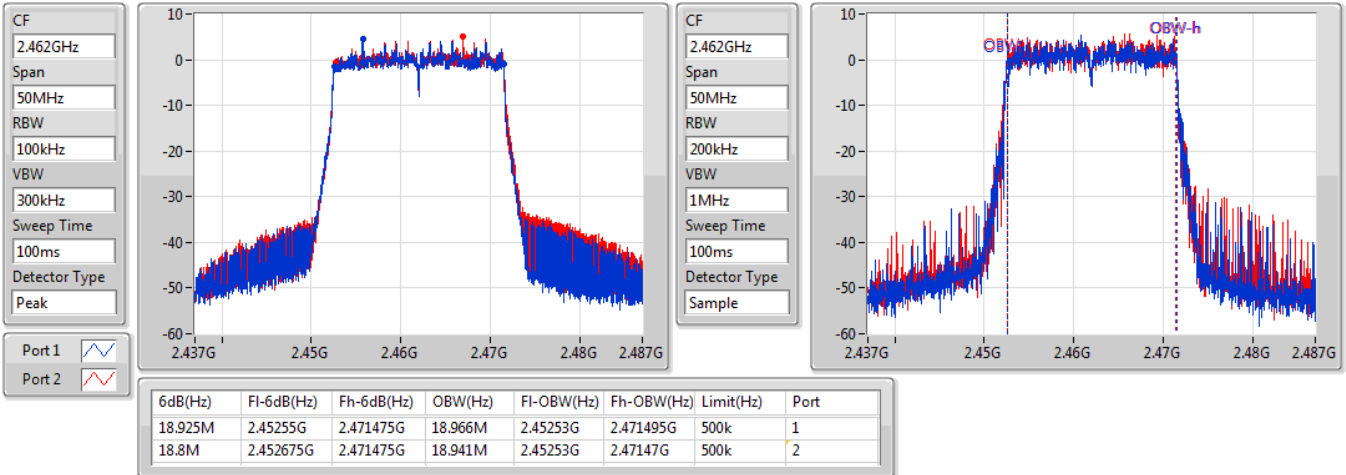 CF
2.462GHz
Span
50MHz
RBW
100kHz
VBW
300kHz
Sweep Time
100ms
Detector Type
Peak
10
0
-10
-20
-30
-40
-50
-60
2.437G 2.45G 2.46G 2.47G 2.48G 2.487G
CF
2.462GHz
Span
50MHz
RBW
200kHz
VBW
1MHz
Sweep Time
100ms
Detector Type
Sample
OBW-h
10
0
-10
-20
-30
-40
-50
-60
2.437G 2.45G 2.46G 2.47G 2.48G 2.487G
Port 1
Port 2
6dB(Hz) Fl-6dB(Hz) Fh-6dB(Hz) OBW(Hz) Fl-OBW(Hz) Fh-OBW(Hz) Limit(Hz) Port
18.925M 2.45255G 2.471475G 18.966M 2.45253G 2.471495G 500k 1
18.8M 2.452675G 2.471475G 18.941M 2.45253G 2.47147G 500k 2